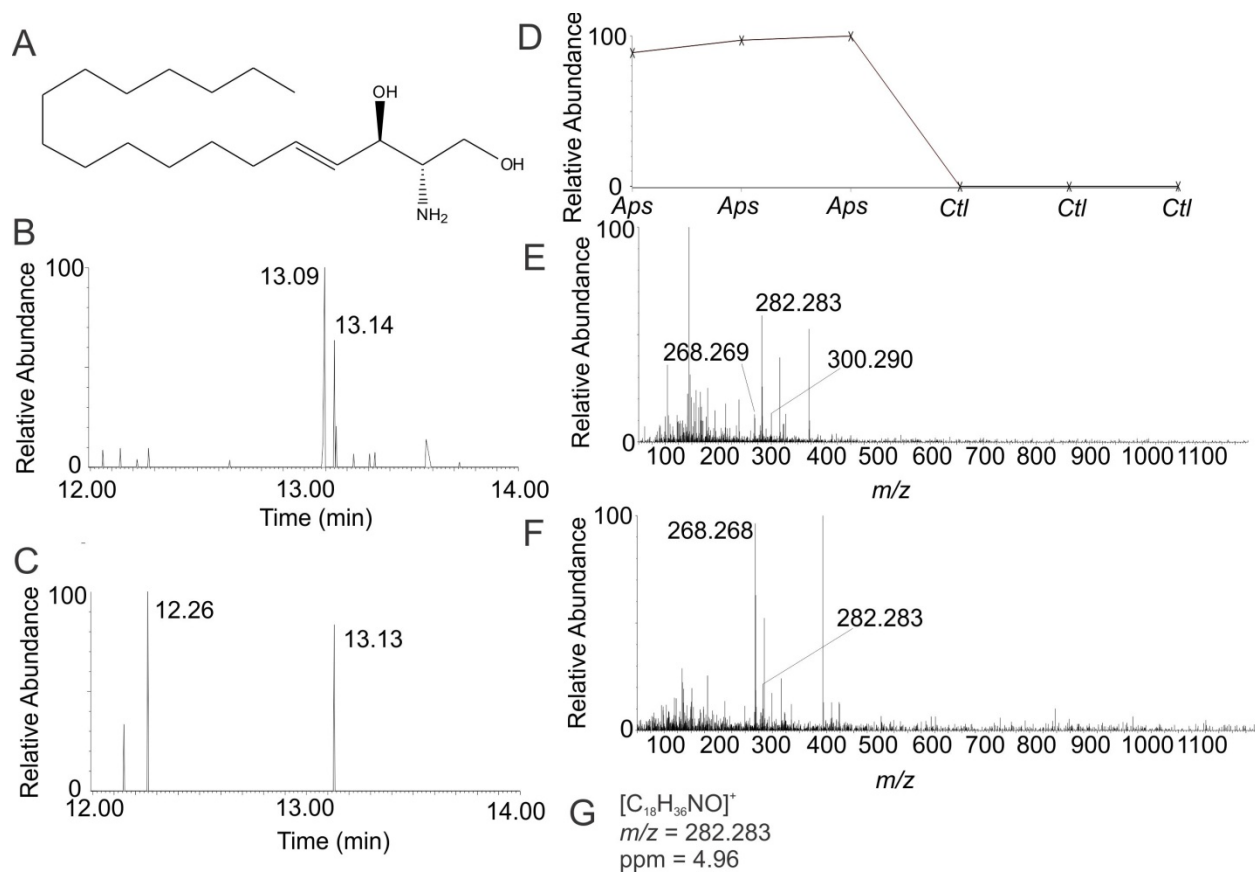 A
OH
OH
NH₂
B
Relative Abundance
100
0
13.09
13.14
12.00
13.00
14.00
Time (min)
C
Relative Abundance
100
0
12.26
13.13
12.00
13.00
14.00
Time (min)
D
Relative Abundance
100
0
Aps Aps Aps Ctl Ctl Ctl
E
Relative Abundance
100
0
282.283
268.269
300.290
100 200 300 400 500 600 700 800 900 1000 1100
m/z
F
Relative Abundance
100
0
268.268
282.283
100 200 300 400 500 600 700 800 900 1000 1100
m/z
G
[C₁₈H₃₆NO]⁺
m/z = 282.283
ppm = 4.96